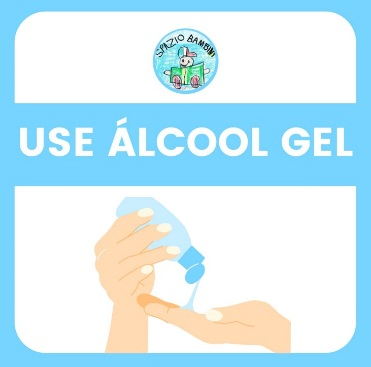 SPAZIO BAMBINI
USE ÁLCOOL GEL